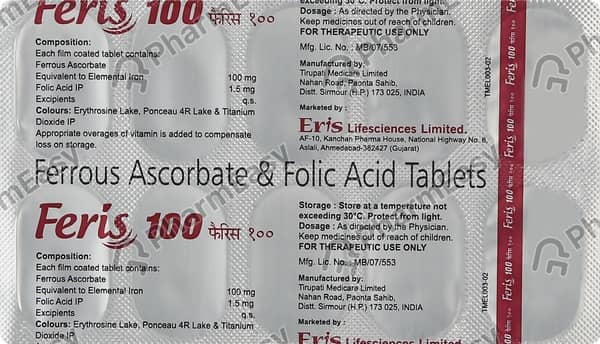 Feris 100 फैरिस १००
Composition:
Each film coated tablet contains:
Ferrous Ascorbate
Equivalent to Elemental Iron 100 mg
Folic Acid IP 1.5 mg
Excipients q.s.
Colours: Erythrosine Lake, Ponceau 4R Lake & Titanium
Dioxide IP
Appropriate overages of vitamin is added to compensate
loss on storage.
exceeding 30°C. Protect from light.
Dosage : As directed by the Physician.
Keep medicines out of reach of children.
FOR THERAPEUTIC USE ONLY
Mfg. Lic. No. : MB/07/553
Manufactured by :
Tirupati Medicare Limited
Nahan Road, Paonta Sahib,
Distt. Sirmour (H.P.) 173 025, INDIA
Marketed by :
Eris Lifesciences Limited.
AF-10, Kanchan Pharma House, National Highway No. 8,
Aslali, Ahmedabad-382427 (Gujarat)
TMEL003-02
Feris 100 फैरिस १००
Ferrous Ascorbate & Folic Acid Tablets
Feris 100 फैरिस १००
Composition:
Each film coated tablet contains:
Ferrous Ascorbate
Equivalent to Elemental Iron 100 mg
Folic Acid IP 1.5 mg
Excipients q.s.
Colours: Erythrosine Lake, Ponceau 4R Lake & Titanium
Dioxide IP
Storage : Store at a temperature not
exceeding 30°C. Protect from light.
Dosage : As directed by the Physician.
Keep medicines out of reach of children.
FOR THERAPEUTIC USE ONLY
Mfg. Lic. No. : MB/07/553
Manufactured by :
Tirupati Medicare Limited
Nahan Road, Paonta Sahib,
Distt. Sirmour (H.P.) 173 025, INDIA
Marketed by :
Eris Lifesciences Limited.
TMEL003-02
Feris 100 फैरिस १००
Feris 100
PharmEasy